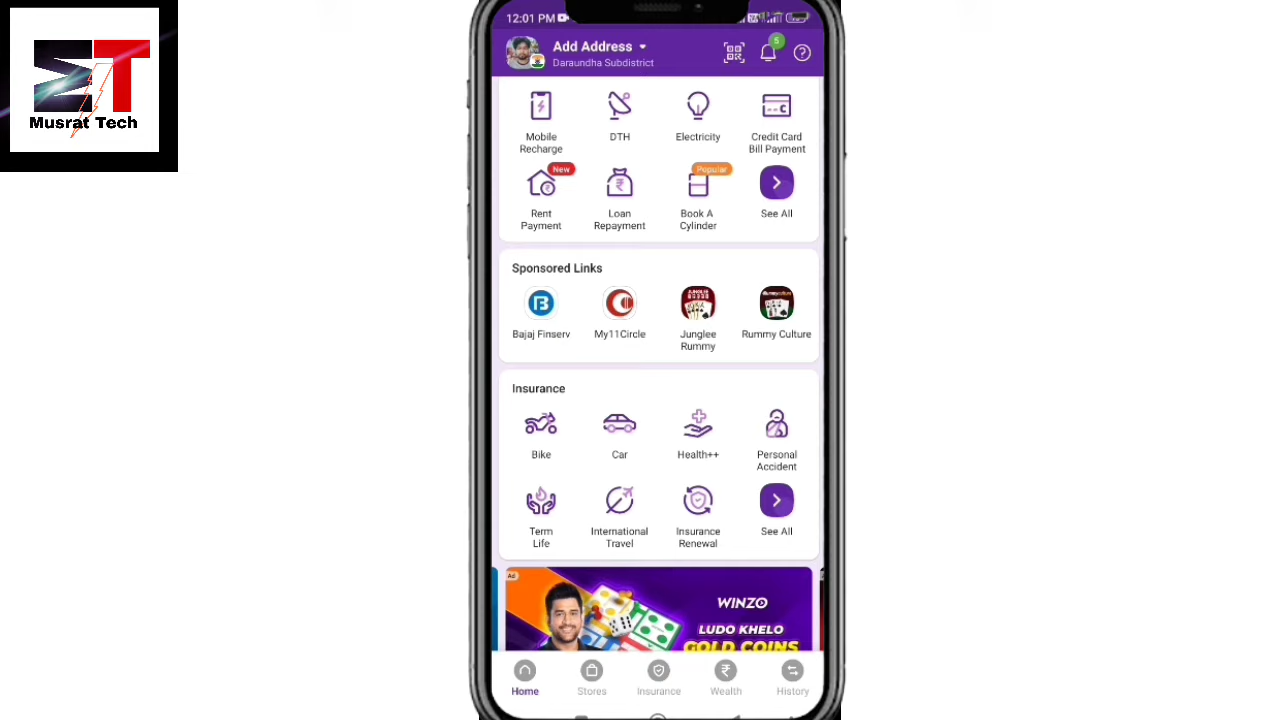 Musrat Tech
12:01 PM
Add Address
Daraundha Subdistrict
5
Mobile
Recharge
DTH
Electricity
Credit Card
Bill Payment
New
Popular
Rent
Payment
Loan
Repayment
Book A
Cylinder
See All
Sponsored Links
Bajaj Finserv
My11Circle
Junglee
Rummy
Rummy Culture
Insurance
Bike
Car
Health++
Personal
Accident
Term
Life
International
Travel
Insurance
Renewal
See All
Ad
WINZO
LUDO KHELO
GOLD COINS
Home
Stores
Insurance
Wealth
History